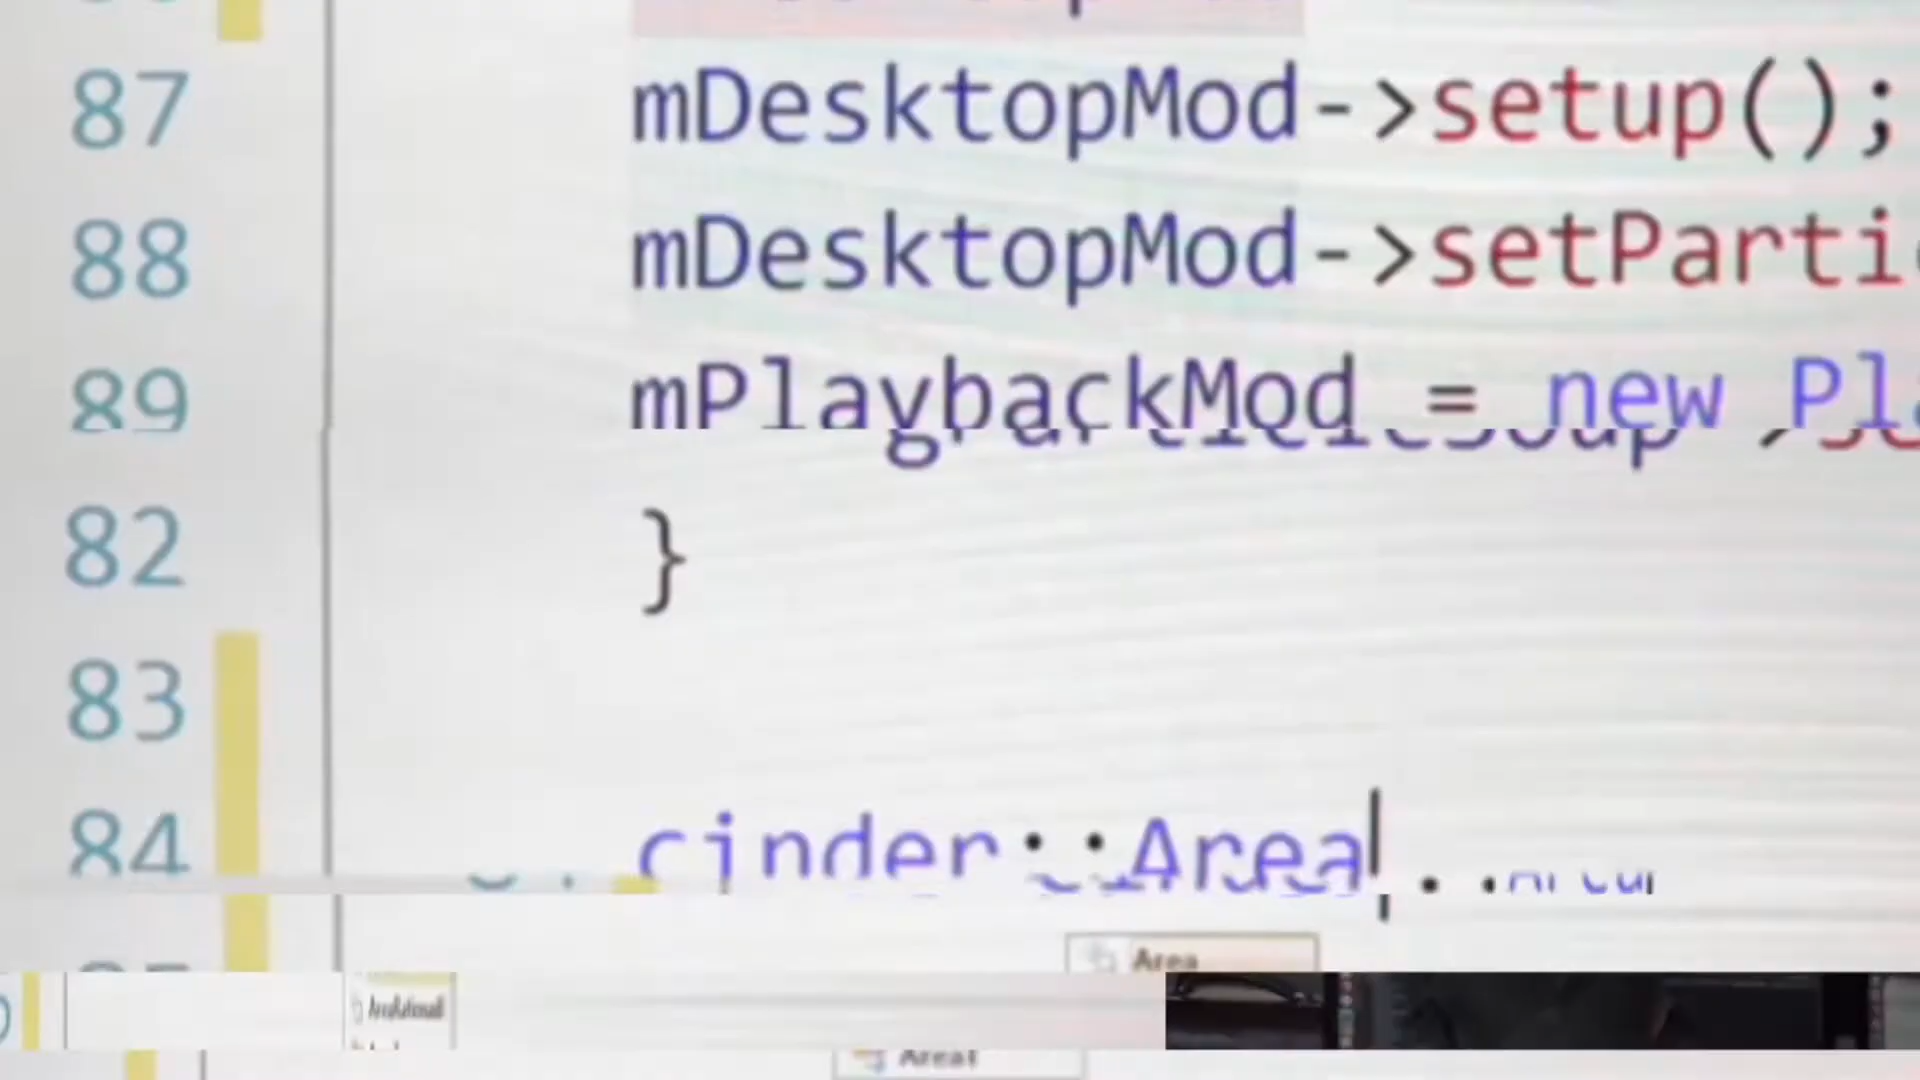 87 mDesktopMod->setup();
88 mDesktopMod->setParti
89 mPlaybackMod = new Pl
82 }
83
84 cinder::Area
Area